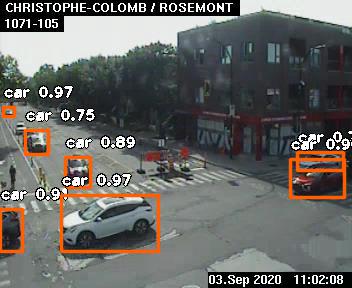 CHRISTOPHE-COLOMB / ROSEMONT
1071-105
car 0.97
car 0.75
car 0.89
car 0.97
03.Sep 2020 11:02:08